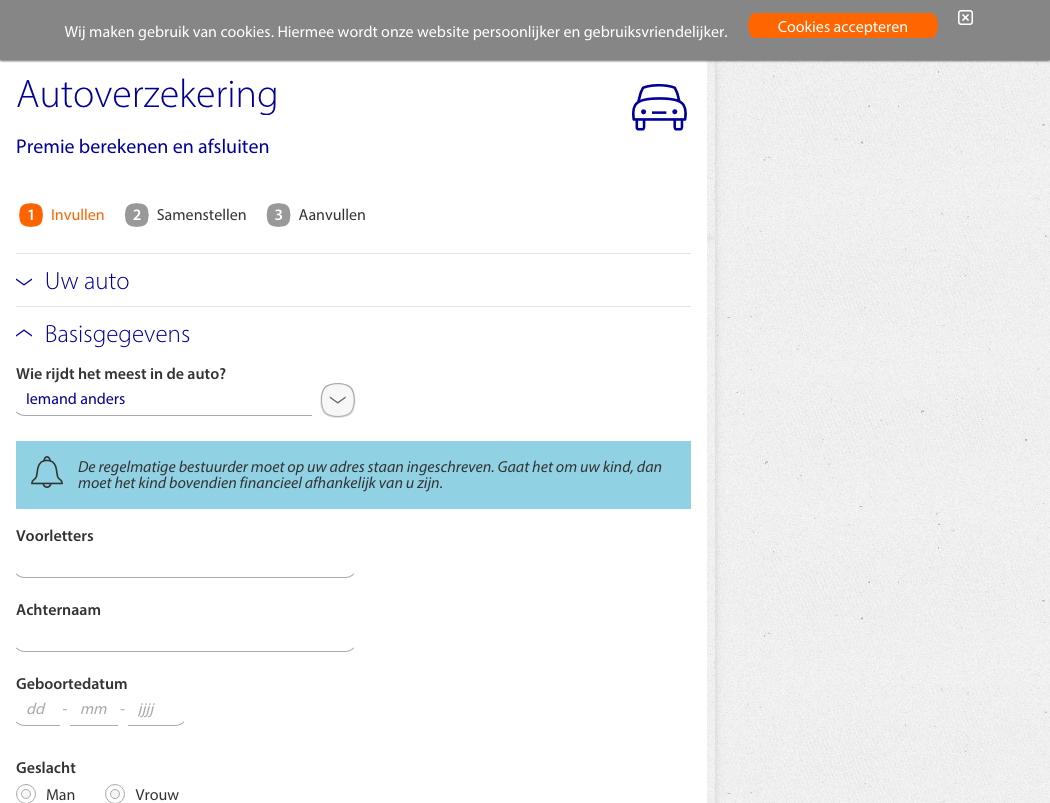 Wij maken gebruik van cookies. Hiermee wordt onze website persoonlijker en gebruiksvriendelijker.
Cookies accepteren
Autoverzekering
Premie berekenen en afsluiten
1 Invullen 2 Samenstellen 3 Aanvullen
Uw auto
Basisgegevens
Wie rijdt het meest in de auto?
Iemand anders
De regelmatige bestuurder moet op uw adres staan ingeschreven. Gaat het om uw kind, dan
moet het kind bovendien financieel afhankelijk van u zijn.
Voorletters
Achternaam
Geboortedatum
dd - mm - jjjj
Geslacht
Man Vrouw